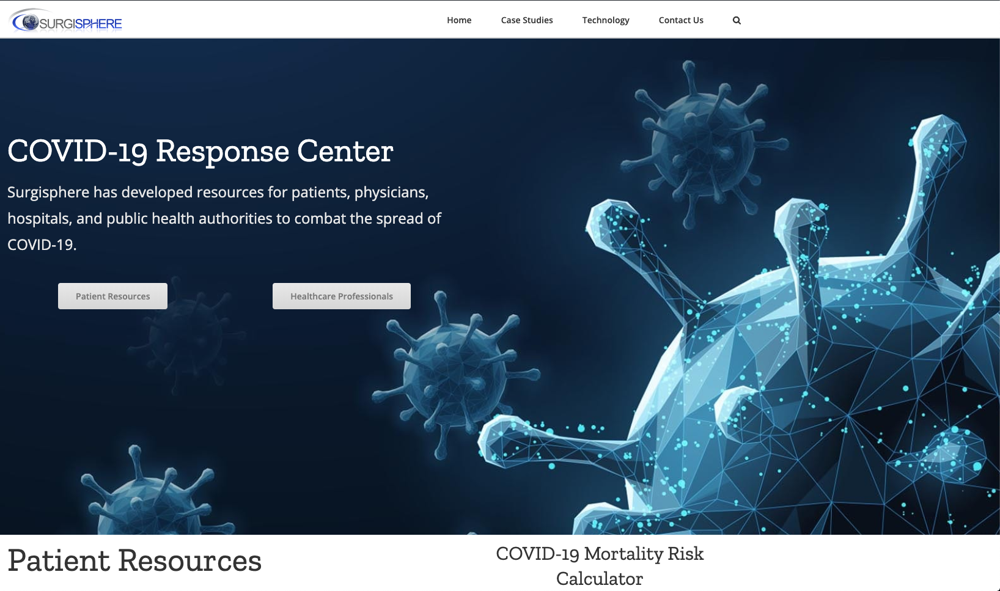 SURGISPHERE
Home
Case Studies
Technology
Contact Us
COVID-19 Response Center
Surgisphere has developed resources for patients, physicians,
hospitals, and public health authorities to combat the spread of
COVID-19.
Patient Resources
Healthcare Professionals
Patient Resources
COVID-19 Mortality Risk
Calculator